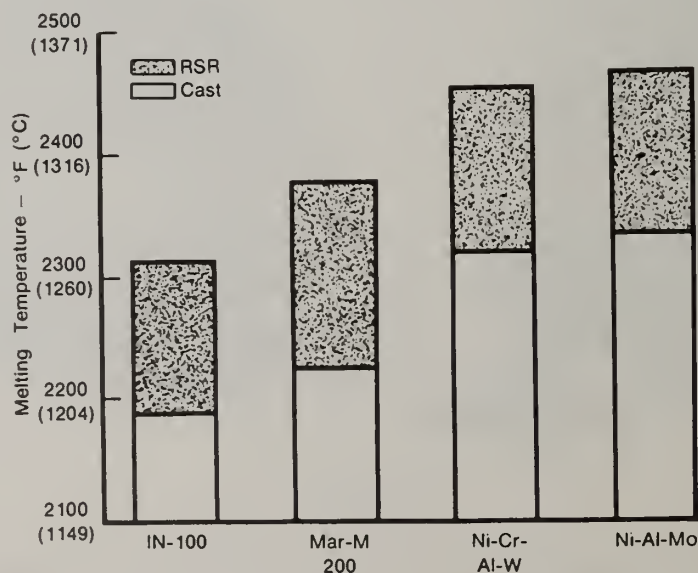 2500
(1371)
RSR
Cast
2400
(1316)
2300
(1260)
2200
(1204)
2100
(1149)
Melting Temperature – °F (°C)
IN-100
Mar-M
200
Ni-Cr-
Al-W
Ni-Al-Mo